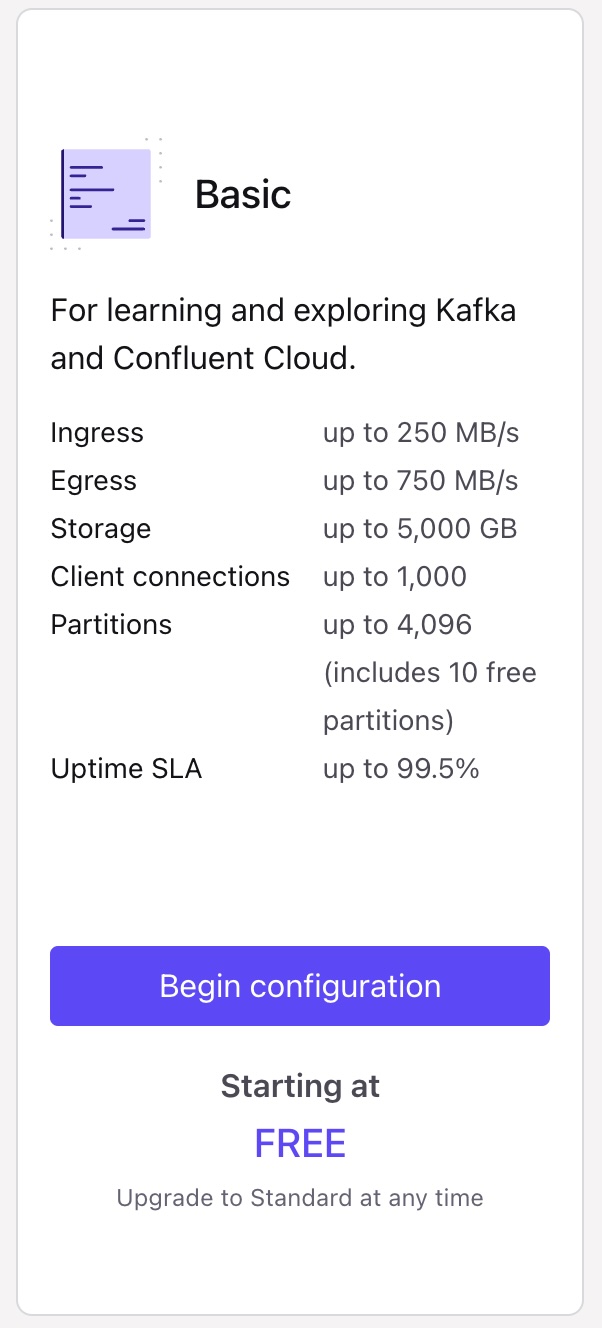 Basic
For learning and exploring Kafka
and Confluent Cloud.
Ingress up to 250 MB/s
Egress up to 750 MB/s
Storage up to 5,000 GB
Client connections up to 1,000
Partitions up to 4,096
(includes 10 free
partitions)
Uptime SLA up to 99.5%
Begin configuration
Starting at
FREE
Upgrade to Standard at any time